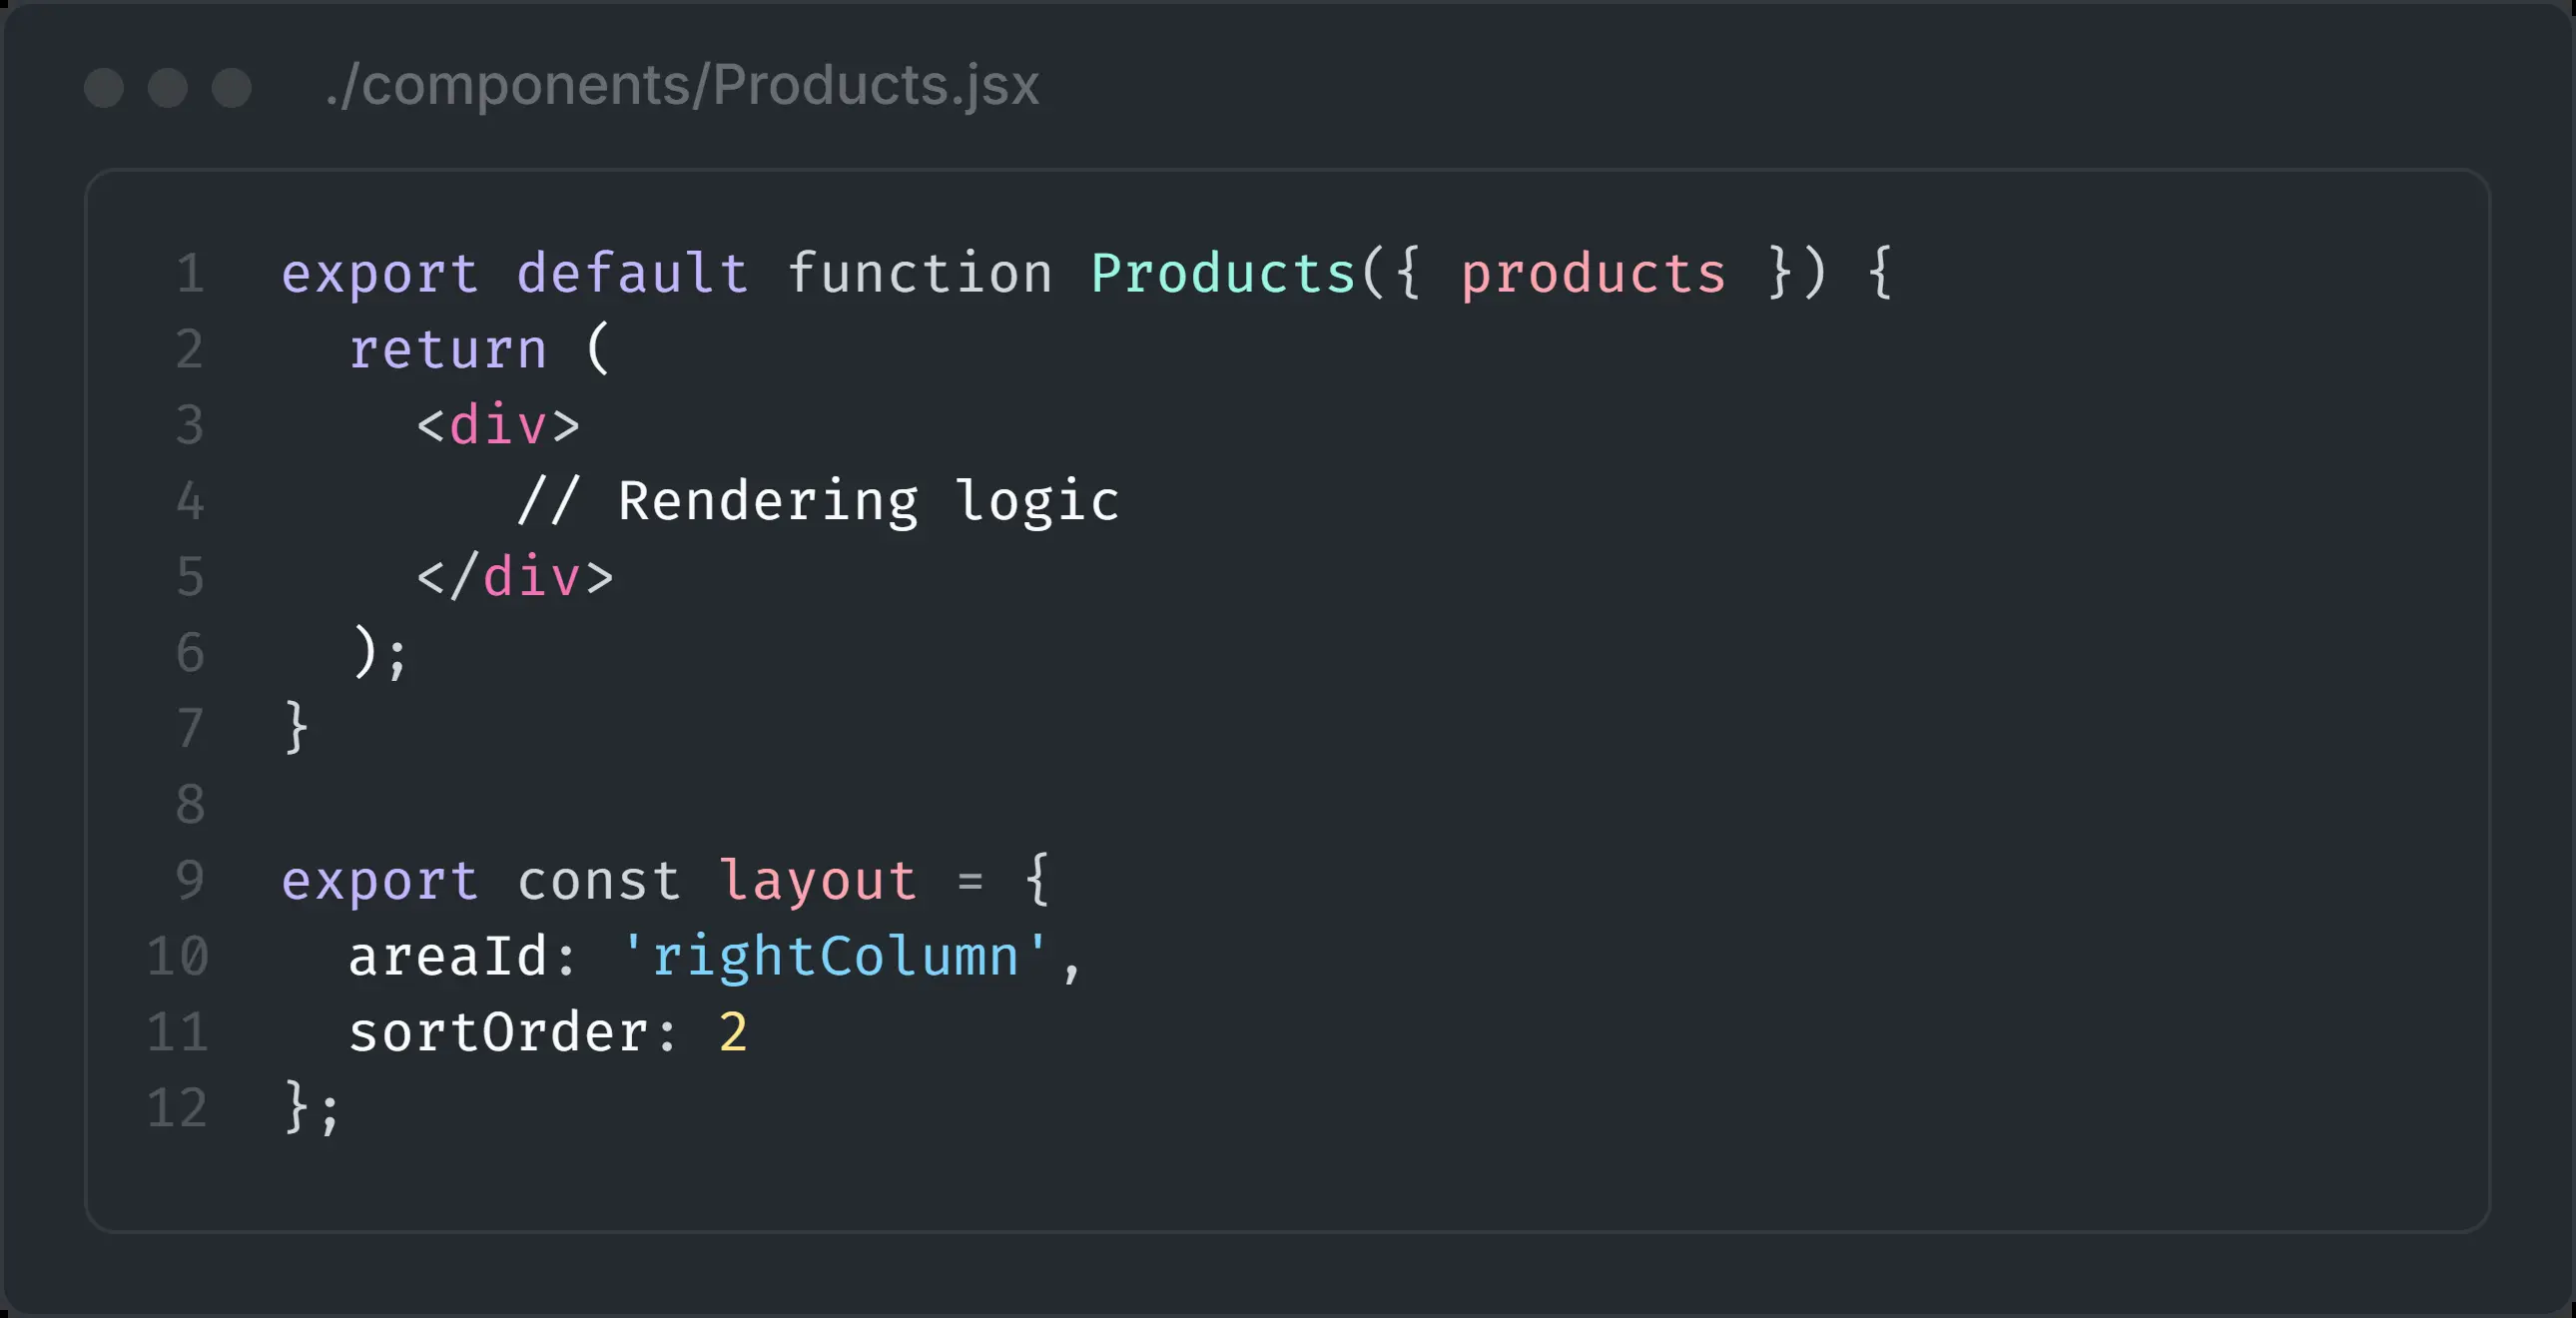 ./components/Products.jsx
1 export default function Products({ products }) {
2   return (
3     <div>
4        // Rendering logic
5     </div>
6   );
7 }
8
9 export const layout = {
10   areaId: 'rightColumn',
11   sortOrder: 2
12 };